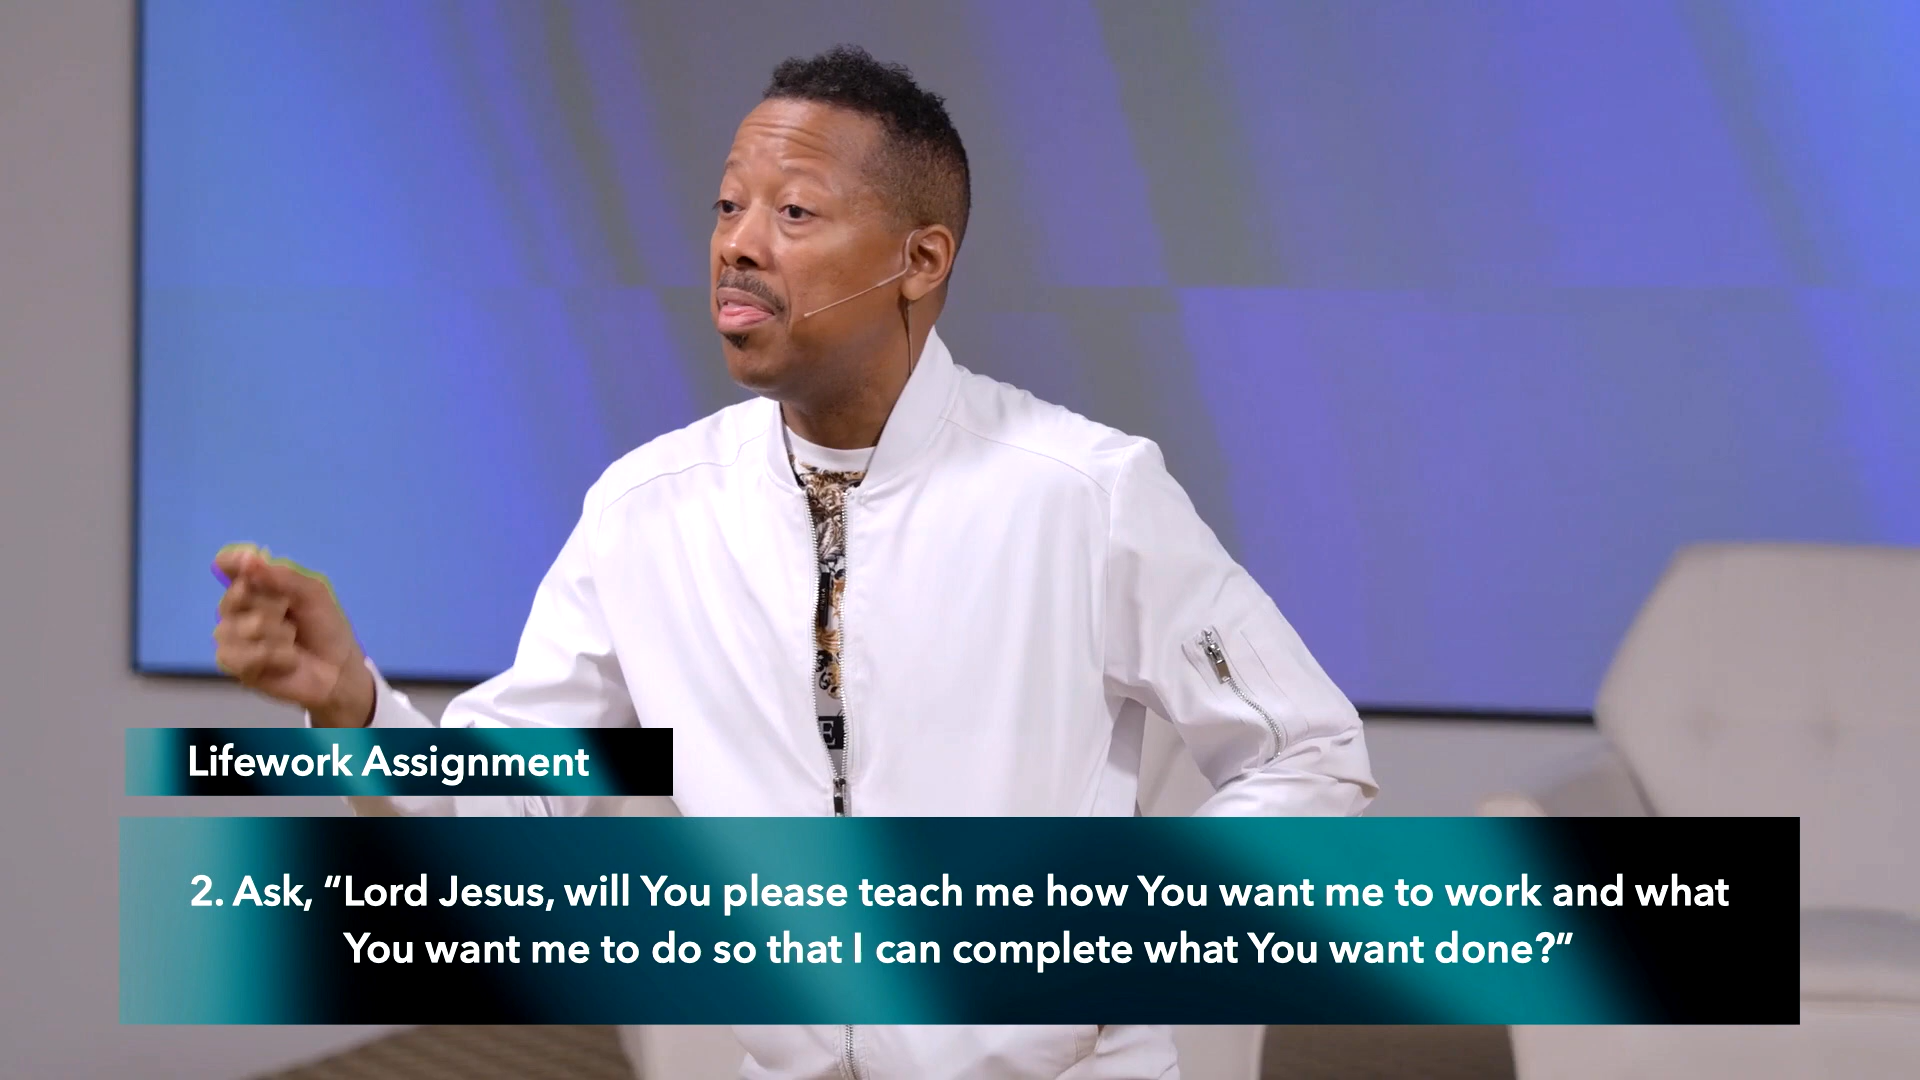 E
Lifework Assignment
2. Ask, “Lord Jesus, will You please teach me how You want me to work and what
You want me to do so that I can complete what You want done?”